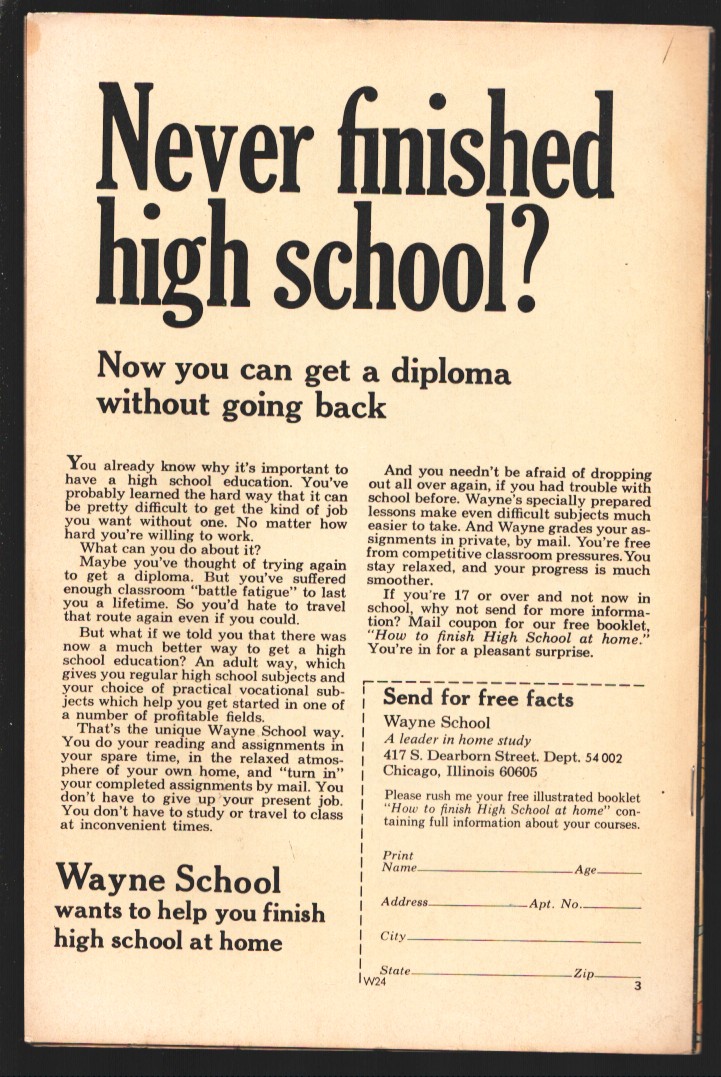 Never finished
high school?
Now you can get a diploma
without going back
You already know why it's important to
have a high school education. You've
probably learned the hard way that it can
be pretty difficult to get the kind of job
you want without one. No matter how
hard you're willing to work.
What can you do about it?
Maybe you've thought of trying again
to get a diploma. But you've suffered
enough classroom "battle fatigue" to last
you a lifetime. So you'd hate to travel
that route again even if you could.
But what if we told you that there was
now a much better way to get a high
school education? An adult way, which
gives you regular high school subjects and
your choice of practical vocational sub-
jects which help you get started in one of
a number of profitable fields.
That's the unique Wayne School way.
You do your reading and assignments in
your spare time, in the relaxed atmos-
phere of your own home, and "turn in"
your completed assignments by mail. You
don't have to give up your present job.
You don't have to study or travel to class
at inconvenient times.
Wayne School
wants to help you finish
high school at home
And you needn't be afraid of dropping
out all over again, if you had trouble with
school before. Wayne's specially prepared
lessons make even difficult subjects much
easier to take. And Wayne grades your as-
signments in private, by mail. You're free
from competitive classroom pressures. You
stay relaxed, and your progress is much
smoother.
If you're 17 or over and not now in
school, why not send for more informa-
tion? Mail coupon for our free booklet,
"How to finish High School at home."
You're in for a pleasant surprise.
Send for free facts
Wayne School
A leader in home study
417 S. Dearborn Street. Dept. 54 002
Chicago, Illinois 60605
Please rush me your free illustrated booklet
"How to finish High School at home" con-
taining full information about your courses.
Print
Name Age
Address Apt. No.
City
State Zip
W24 3